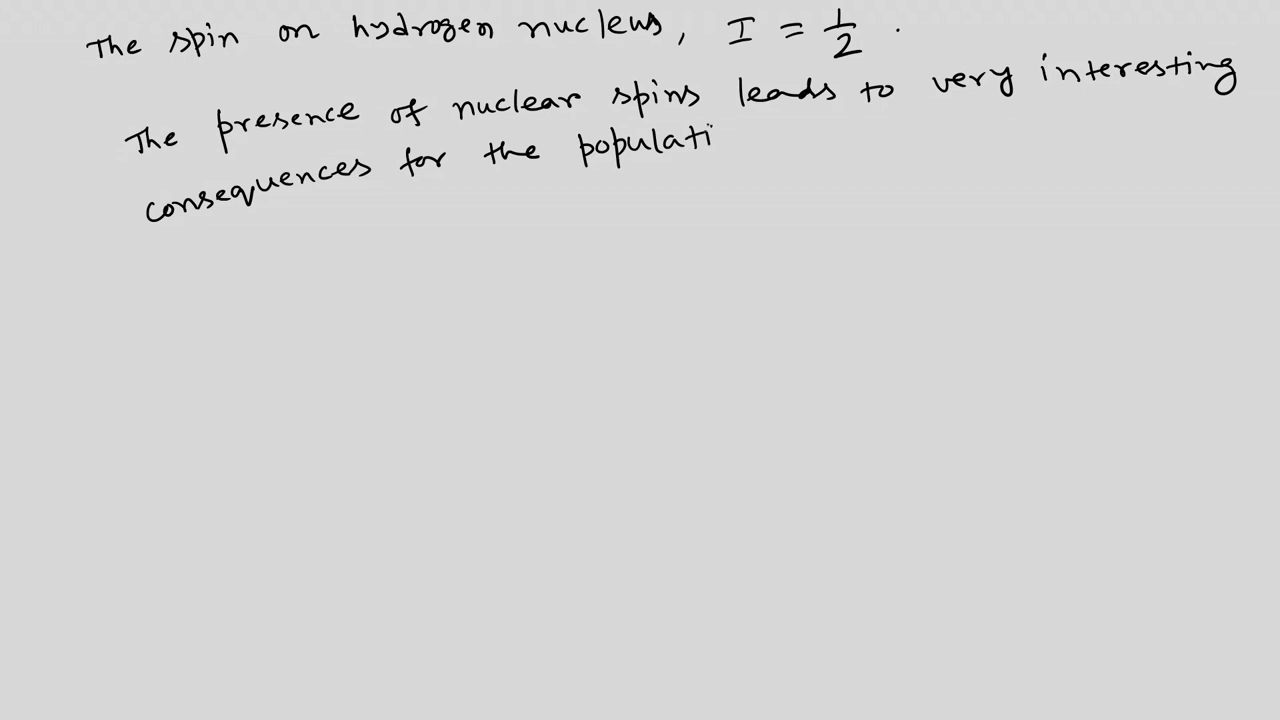 The spin on hydrogen nucleus, I = 1/2 .
The presence of nuclear spins leads to very interesting
consequences for the populati